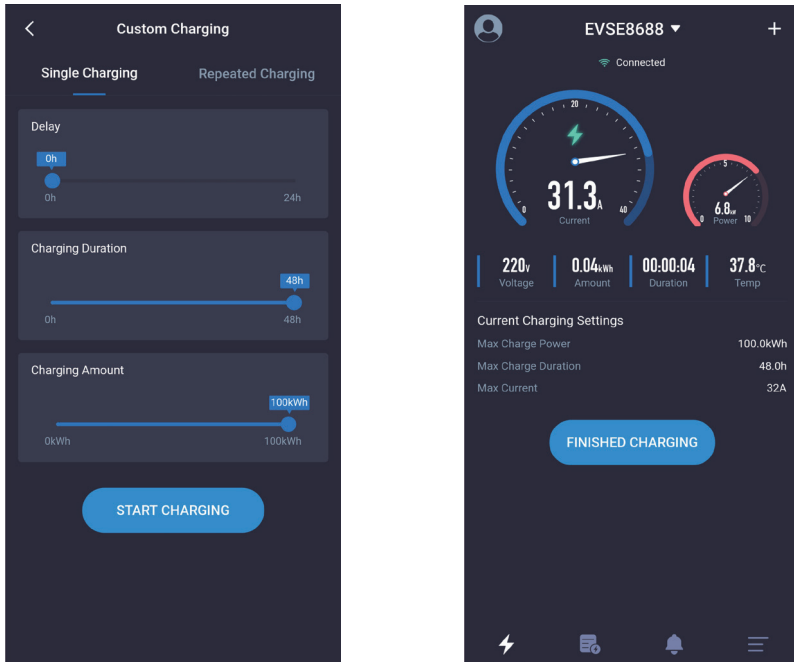 Custom Charging
Single Charging
Repeated Charging
Delay
0h
0h
24h
Charging Duration
48h
0h
48h
Charging Amount
100kWh
0kWh
100kWh
START CHARGING
EVSE8688
Connected
20
0
40
31.3A
Current
5
0
10
6.8kW
Power
220V
Voltage
0.04kWh
Amount
00:00:04
Duration
37.8°C
Temp
Current Charging Settings
Max Charge Power 100.0kWh
Max Charge Duration 48.0h
Max Current 32A
FINISHED CHARGING